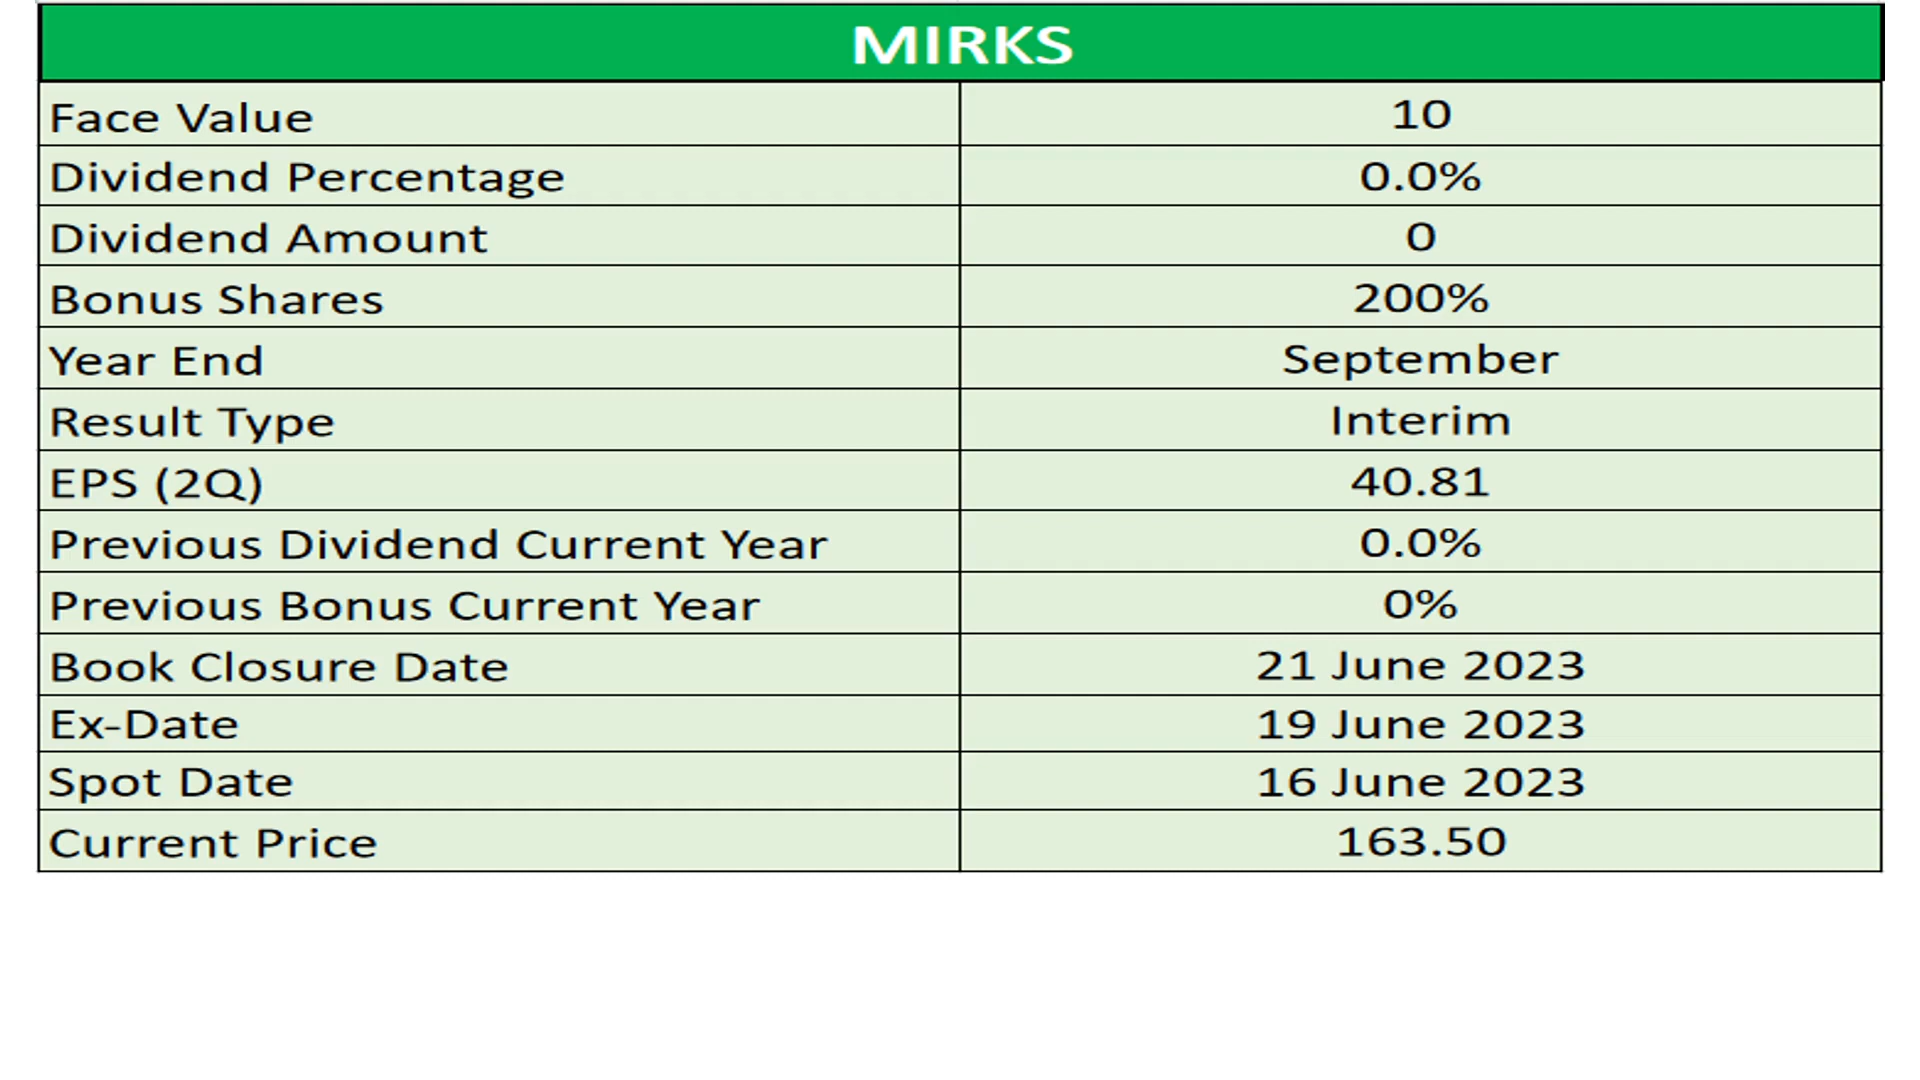 MIRKS
Face Value 10
Dividend Percentage 0.0%
Dividend Amount 0
Bonus Shares 200%
Year End September
Result Type Interim
EPS (2Q) 40.81
Previous Dividend Current Year 0.0%
Previous Bonus Current Year 0%
Book Closure Date 21 June 2023
Ex-Date 19 June 2023
Spot Date 16 June 2023
Current Price 163.50